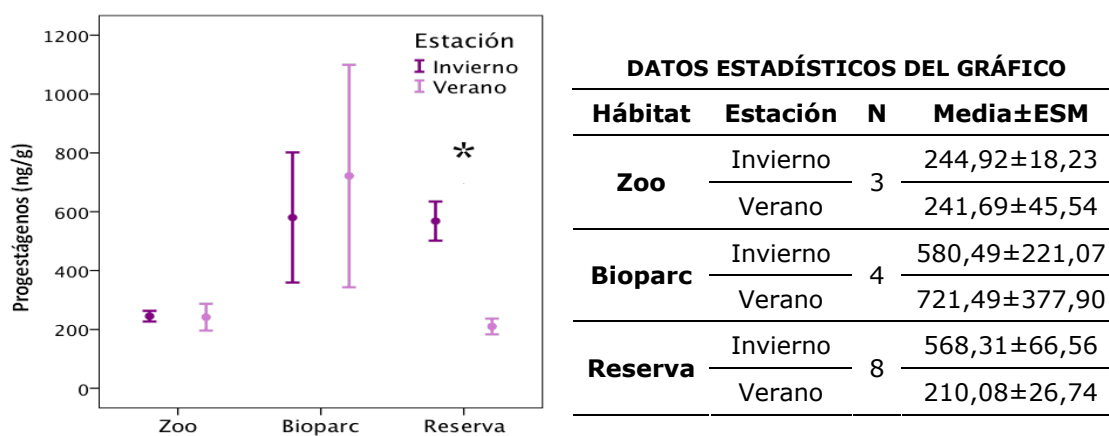 1200
1000
800
600
400
200
0
Progestágenos (ng/g)
Estación
Invierno
Verano
*
Zoo Bioparc Reserva
DATOS ESTADÍSTICOS DEL GRÁFICO
Hábitat Estación N Media±ESM
Zoo Invierno 3 244,92±18,23
Verano 241,69±45,54
Bioparc Invierno 4 580,49±221,07
Verano 721,49±377,90
Reserva Invierno 8 568,31±66,56
Verano 210,08±26,74